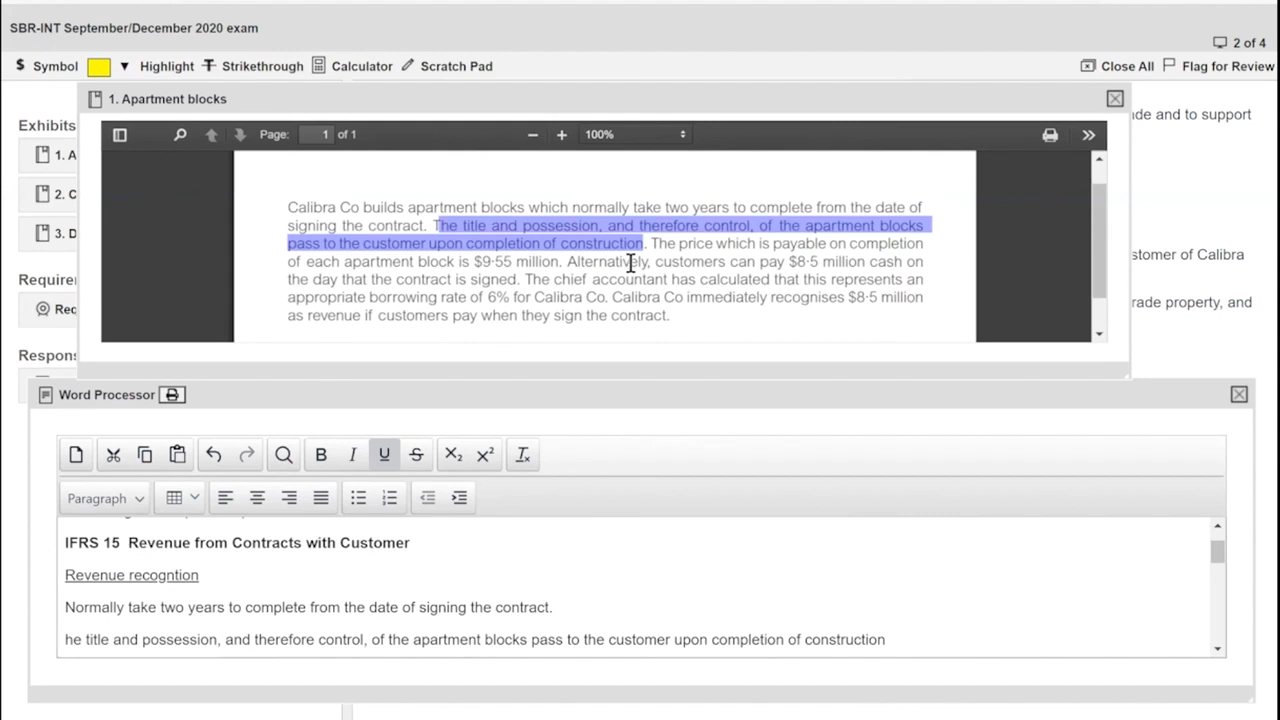 SBR-INT September/December 2020 exam
2 of 4
$ Symbol Highlight Strikethrough Calculator Scratch Pad Close All Flag for Review
1. Apartment blocks
Exhibits
1. A
2. C
3. D
Requirer
Req
Respons
de and to support
stomer of Calibra
rade property, and
Page: 1 of 1 100%
Calibra Co builds apartment blocks which normally take two years to complete from the date of
signing the contract. The title and possession, and therefore control, of the apartment blocks
pass to the customer upon completion of construction. The price which is payable on completion
of each apartment block is $9·55 million. Alternatively, customers can pay $8·5 million cash on
the day that the contract is signed. The chief accountant has calculated that this represents an
appropriate borrowing rate of 6% for Calibra Co. Calibra Co immediately recognises $8·5 million
as revenue if customers pay when they sign the contract.
Word Processor
B I U S X₂ X² Tx
Paragraph
IFRS 15 Revenue from Contracts with Customer
Revenue recogntion
Normally take two years to complete from the date of signing the contract.
he title and possession, and therefore control, of the apartment blocks pass to the customer upon completion of construction